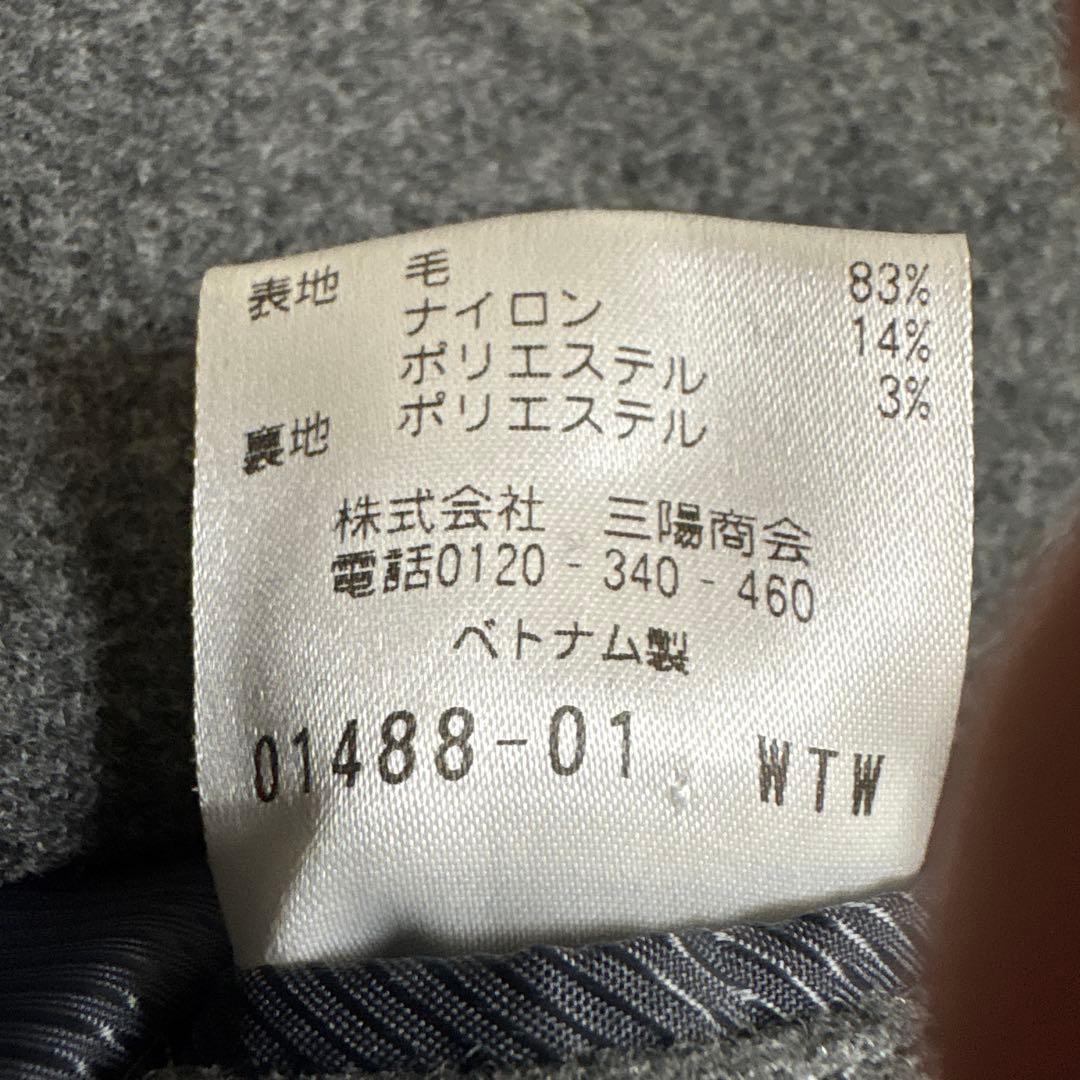 表地 毛 83%
ナイロン 14%
ポリエステル 3%
裏地 ポリエステル
株式会社 三陽商会
電話0120-340-460
ベトナム製
01488-01 WTW